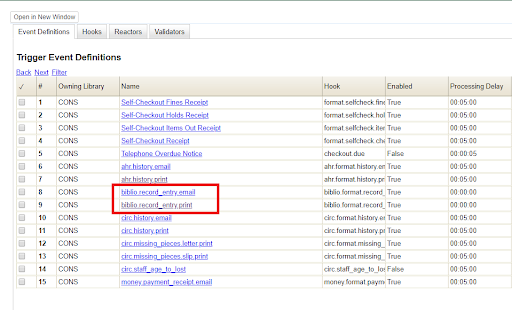 Open in New Window
Event Definitions Hooks Reactors Validators
Trigger Event Definitions
Back Next Filter
✓ # Owning Library Name Hook Enabled Processing Delay
1 CONS Self-Checkout Fines Receipt format.selfcheck.fine True 00:05:00
2 CONS Self-Checkout Holds Receipt format.selfcheck.hol True 00:05:00
3 CONS Self-Checkout Items Out Receipt format.selfcheck.item True 00:05:00
4 CONS Self-Checkout Receipt format.selfcheck.che True 00:05:00
5 CONS Telephone Overdue Notice checkout.due False 00:00:05
6 CONS ahr.history.email ahr.format.history.er True 00:05:00
7 CONS ahr.history.print ahr.format.history.pr True 00:05:00
8 CONS biblio.record_entry.email biblio.format.record_ True 00:05:00
9 CONS biblio.record_entry.print biblio.format.record_ True 00:05:00
10 CONS circ.history.email circ.format.history.er True 00:05:00
11 CONS circ.history.print circ.format.history.pr True 00:05:00
12 CONS circ.missing_pieces.letter.print circ.format.missing_ True 00:05:00
13 CONS circ.missing_pieces.slip.print circ.format.missing_ True 00:05:00
14 CONS circ.staff_age_to_lost circ.staff_age_to_los False 00:05:00
15 CONS money.payment_receipt.email money.format.paym True 00:05:00